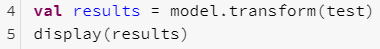 4 val results = model.transform(test)
5 display(results)